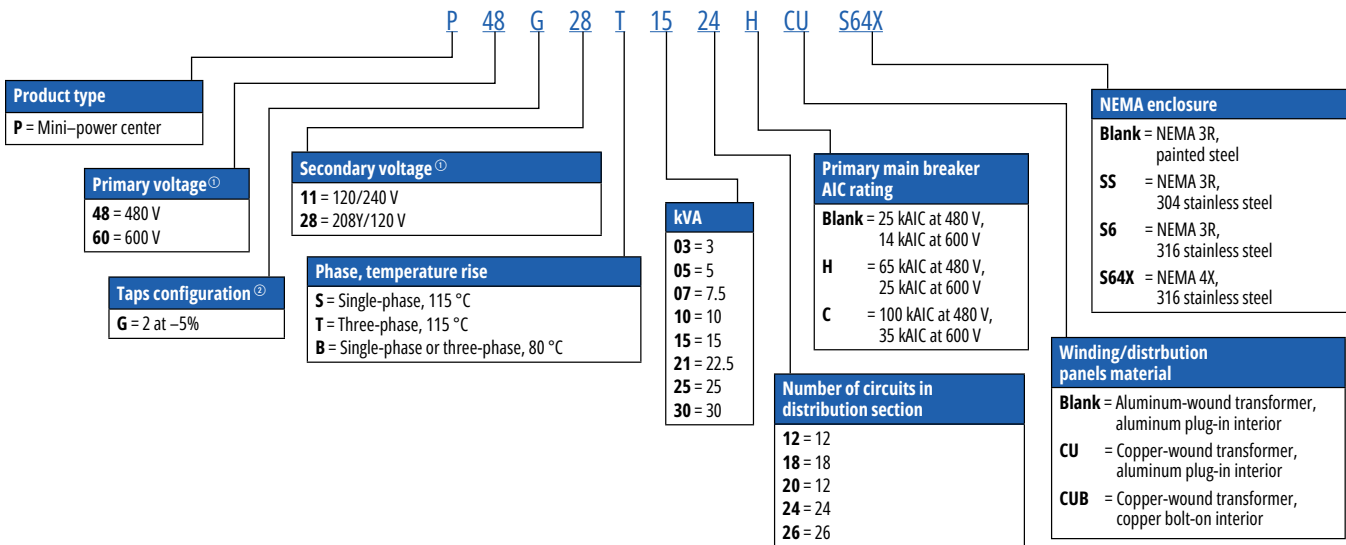 P 48 G 28 T 15 24 H CU S64X
Product type
P = Mini–power center
Primary voltage ①
48 = 480 V
60 = 600 V
Taps configuration ②
G = 2 at –5%
Secondary voltage ①
11 = 120/240 V
28 = 208Y/120 V
Phase, temperature rise
S = Single-phase, 115 °C
T = Three-phase, 115 °C
B = Single-phase or three-phase, 80 °C
kVA
03 = 3
05 = 5
07 = 7.5
10 = 10
15 = 15
21 = 22.5
25 = 25
30 = 30
Number of circuits in
distribution section
12 = 12
18 = 18
20 = 12
24 = 24
26 = 26
Primary main breaker
AIC rating
Blank = 25 kAIC at 480 V,
14 kAIC at 600 V
H = 65 kAIC at 480 V,
25 kAIC at 600 V
C = 100 kAIC at 480 V,
35 kAIC at 600 V
Winding/distrbution
panels material
Blank = Aluminum-wound transformer,
aluminum plug-in interior
CU = Copper-wound transformer,
aluminum plug-in interior
CUB = Copper-wound transformer,
copper bolt-on interior
NEMA enclosure
Blank = NEMA 3R,
painted steel
SS = NEMA 3R,
304 stainless steel
S6 = NEMA 3R,
316 stainless steel
S64X = NEMA 4X,
316 stainless steel